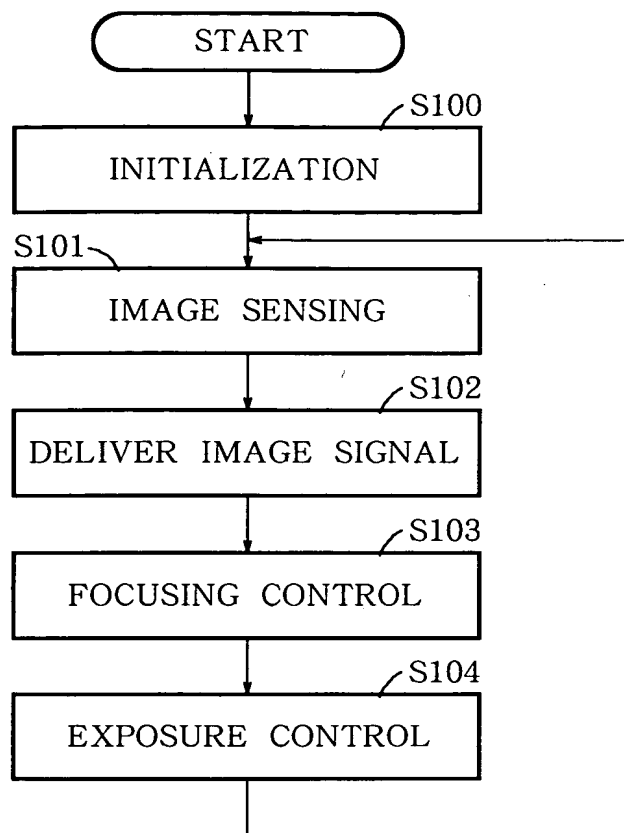 START
S100
INITIALIZATION
S101
IMAGE SENSING
S102
DELIVER IMAGE SIGNAL
S103
FOCUSING CONTROL
S104
EXPOSURE CONTROL